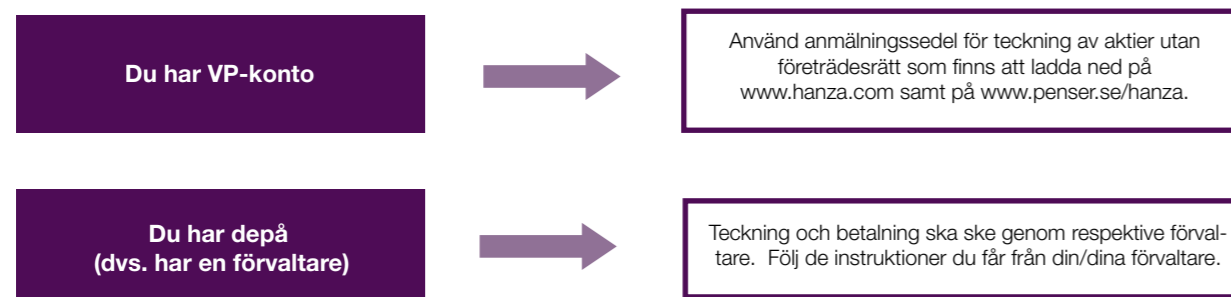 Du har VP-konto
Använd anmälningssedel för teckning av aktier utan
företrädesrätt som finns att ladda ned på
www.hanza.com samt på www.penser.se/hanza.
Du har depå
(dvs. har en förvaltare)
Teckning och betalning ska ske genom respektive förval-
tare. Följ de instruktioner du får från din/dina förvaltare.